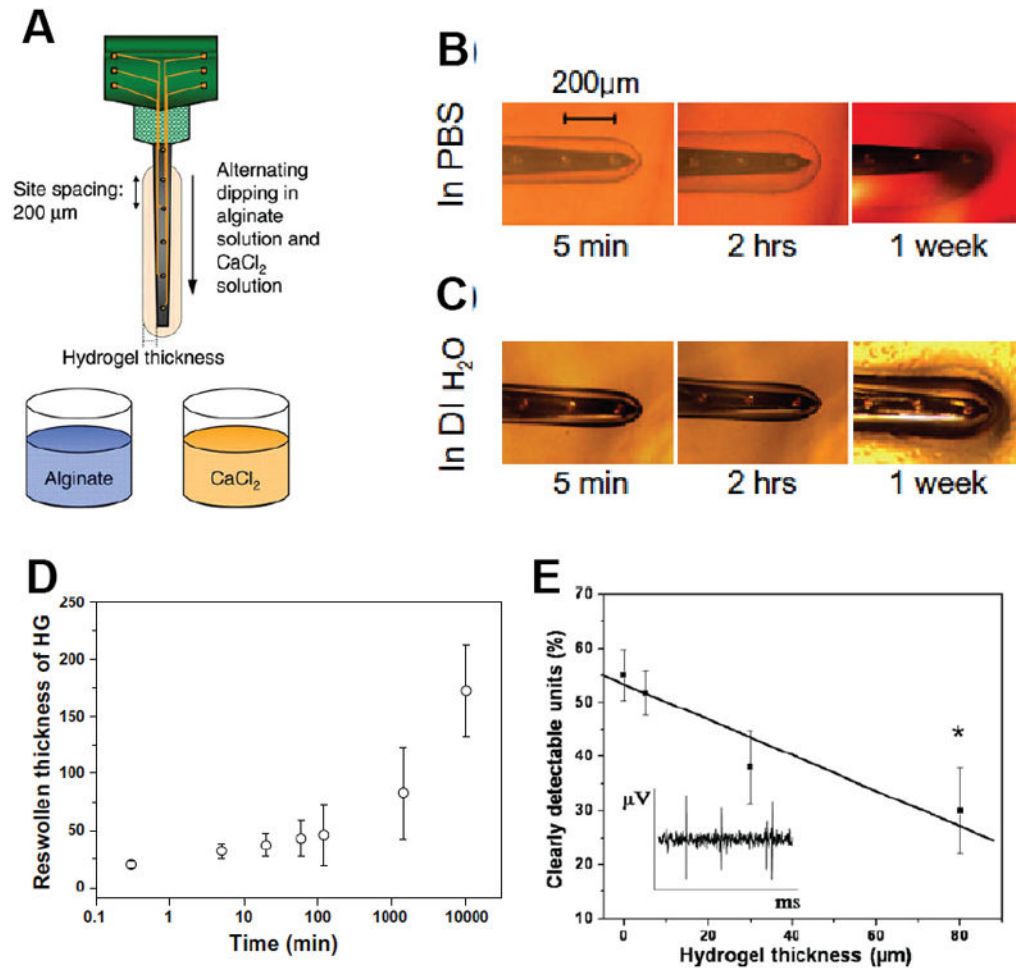 A
Site spacing:
200 µm
Alternating
dipping in
alginate
solution and
CaCl₂
solution
Hydrogel thickness
Alginate
CaCl₂
B)
200µm
In PBS
5 min
2 hrs
1 week
C)
In DI H₂O
5 min
2 hrs
1 week
D
Reswollen thickness of HG
250
200
150
100
50
0
0.1
1
10
100
1000
10000
Time (min)
E
Clearly detectable units (%)
70
60
50
40
30
20
10
*
µV
ms
0
20
40
60
80
Hydrogel thickness (µm)